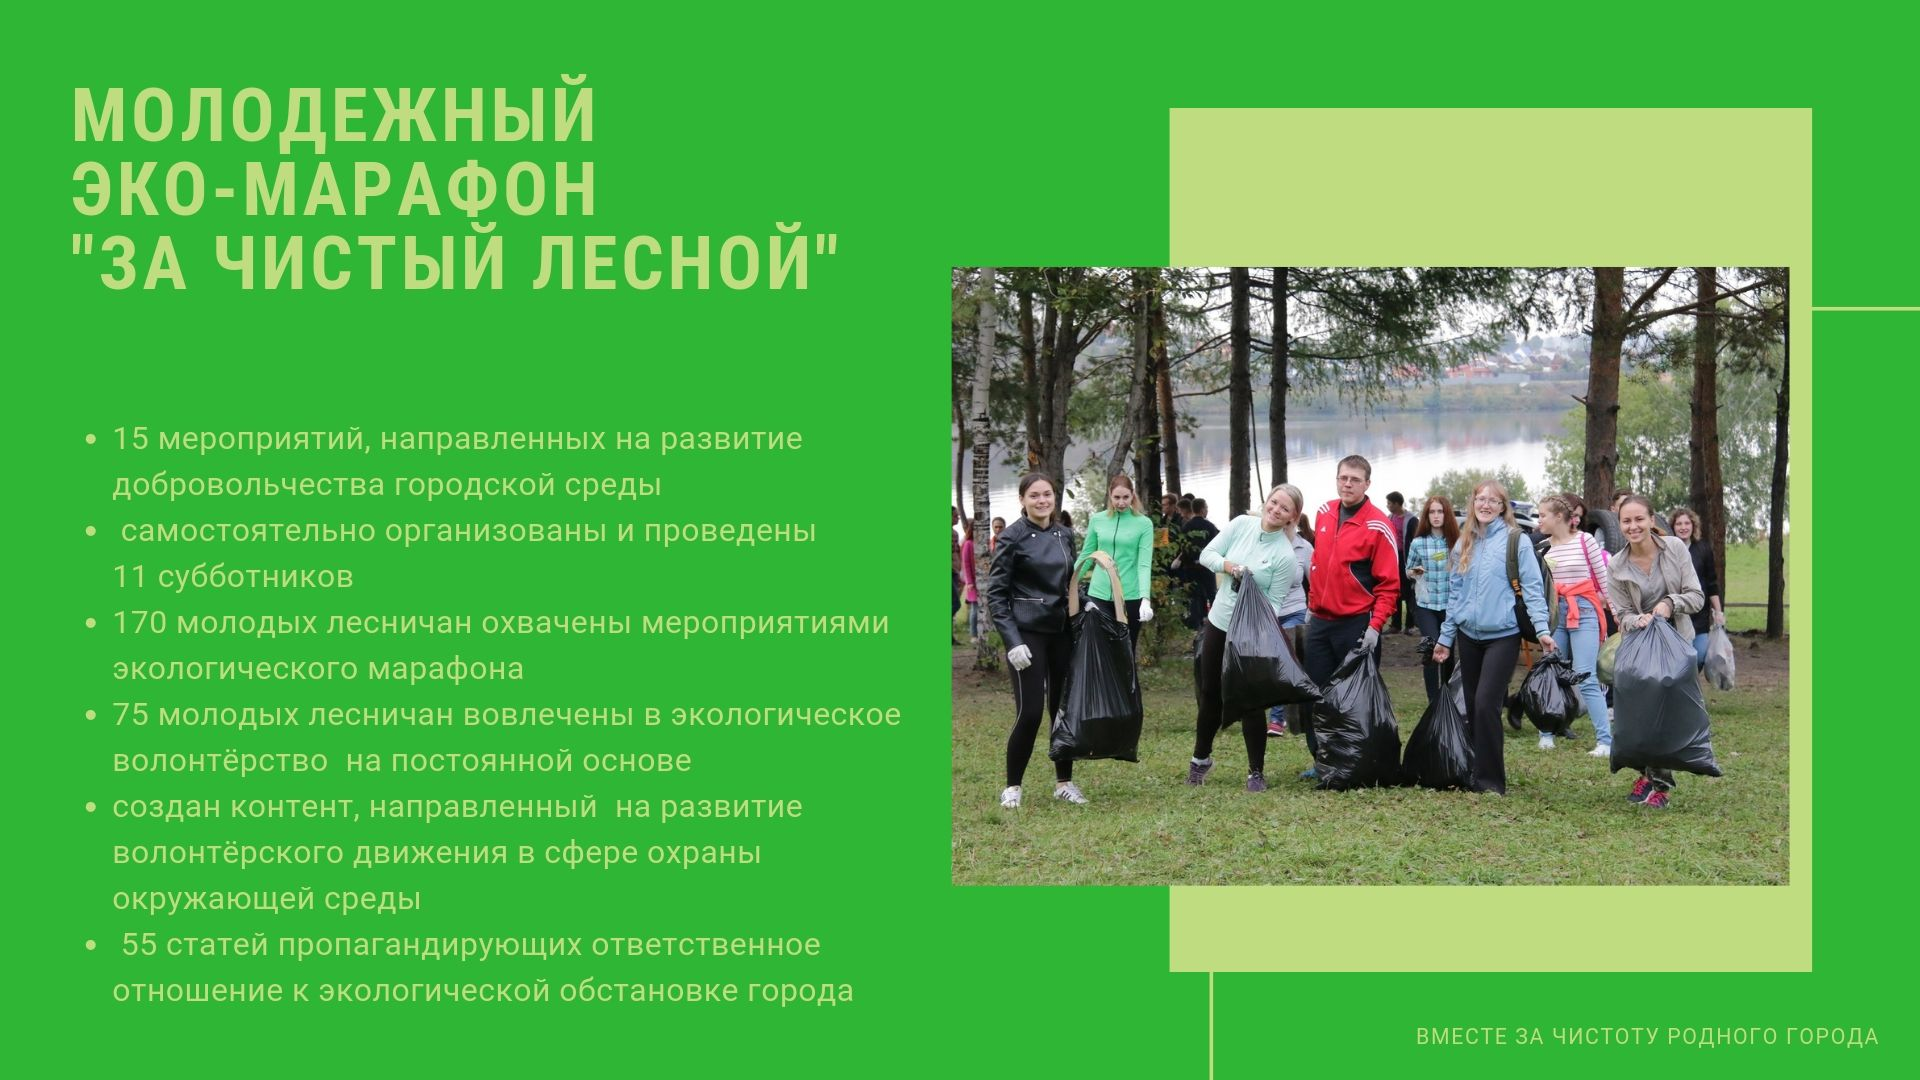 МОЛОДЕЖНЫЙ
ЭКО-МАРАФОН
"ЗА ЧИСТЫЙ ЛЕСНОЙ"
• 15 мероприятий, направленных на развитие
добровольчества городской среды
• самостоятельно организованы и проведены
11 субботников
• 170 молодых лесничан охвачены мероприятиями
экологического марафона
• 75 молодых лесничан вовлечены в экологическое
волонтёрство на постоянной основе
• создан контент, направленный на развитие
волонтёрского движения в сфере охраны
окружающей среды
• 55 статей пропагандирующих ответственное
отношение к экологической обстановке города
ВМЕСТЕ ЗА ЧИСТОТУ РОДНОГО ГОРОДА